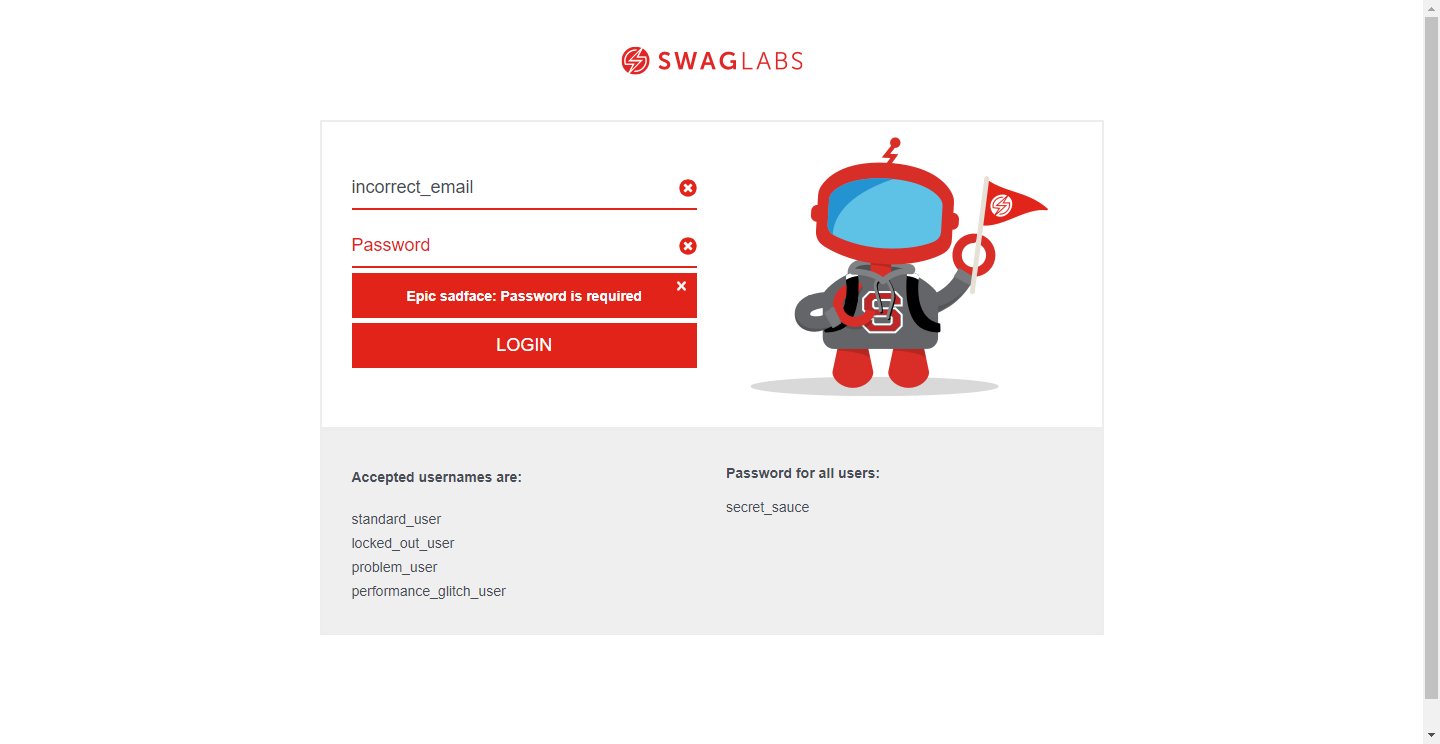 SWAGLABS
incorrect_email
Password
Epic sadface: Password is required
LOGIN
S
Accepted usernames are:
standard_user
locked_out_user
problem_user
performance_glitch_user
Password for all users:
secret_sauce